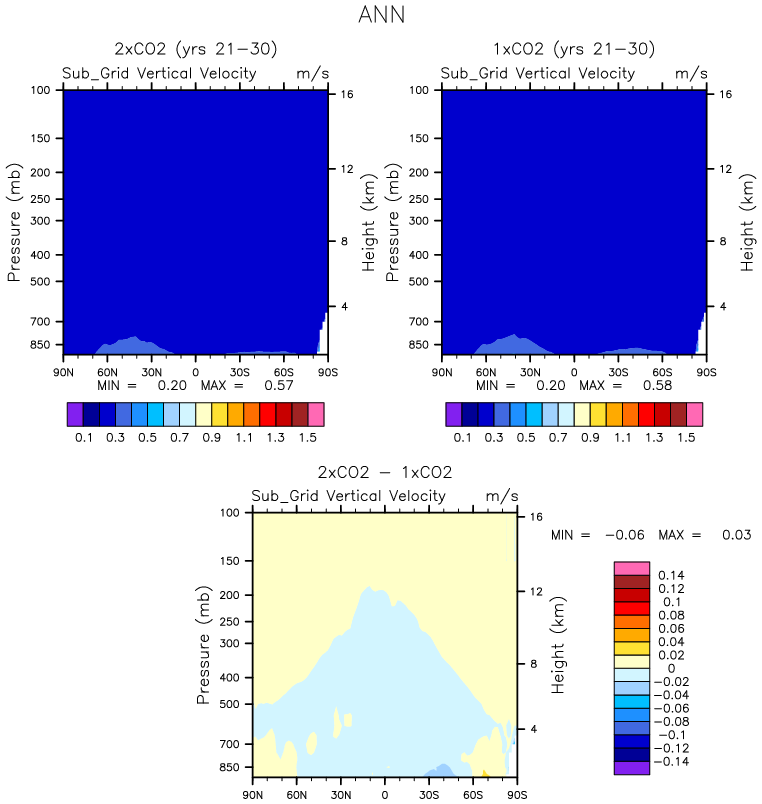 ANN
2xCO2 (yrs 21−30)
Sub_Grid Vertical Velocity m/s
Pressure (mb)
100
150
200
250
300
400
500
700
850
16
12
8
4
Height (km)
90N 60N 30N 0 30S 60S 90S
MIN = 0.20 MAX = 0.57
0.1 0.3 0.5 0.7 0.9 1.1 1.3 1.5
1xCO2 (yrs 21−30)
Sub_Grid Vertical Velocity m/s
Pressure (mb)
100
150
200
250
300
400
500
700
850
16
12
8
4
Height (km)
90N 60N 30N 0 30S 60S 90S
MIN = 0.20 MAX = 0.58
0.1 0.3 0.5 0.7 0.9 1.1 1.3 1.5
2xCO2 − 1xCO2
Sub_Grid Vertical Velocity m/s
Pressure (mb)
100
150
200
250
300
400
500
700
850
16
12
8
4
Height (km)
90N 60N 30N 0 30S 60S 90S
MIN = −0.06 MAX = 0.03
0.14
0.12
0.1
0.08
0.06
0.04
0.02
0
−0.02
−0.04
−0.06
−0.08
−0.1
−0.12
−0.14